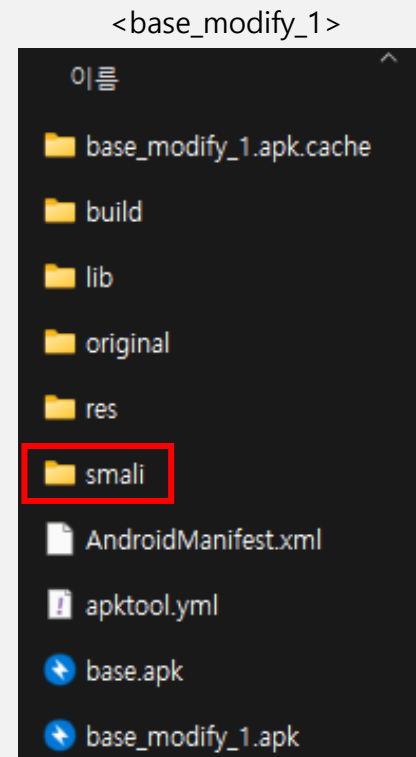 <base_modify_1>
이름
base_modify_1.apk.cache
build
lib
original
res
smali
AndroidManifest.xml
apktool.yml
base.apk
base_modify_1.apk